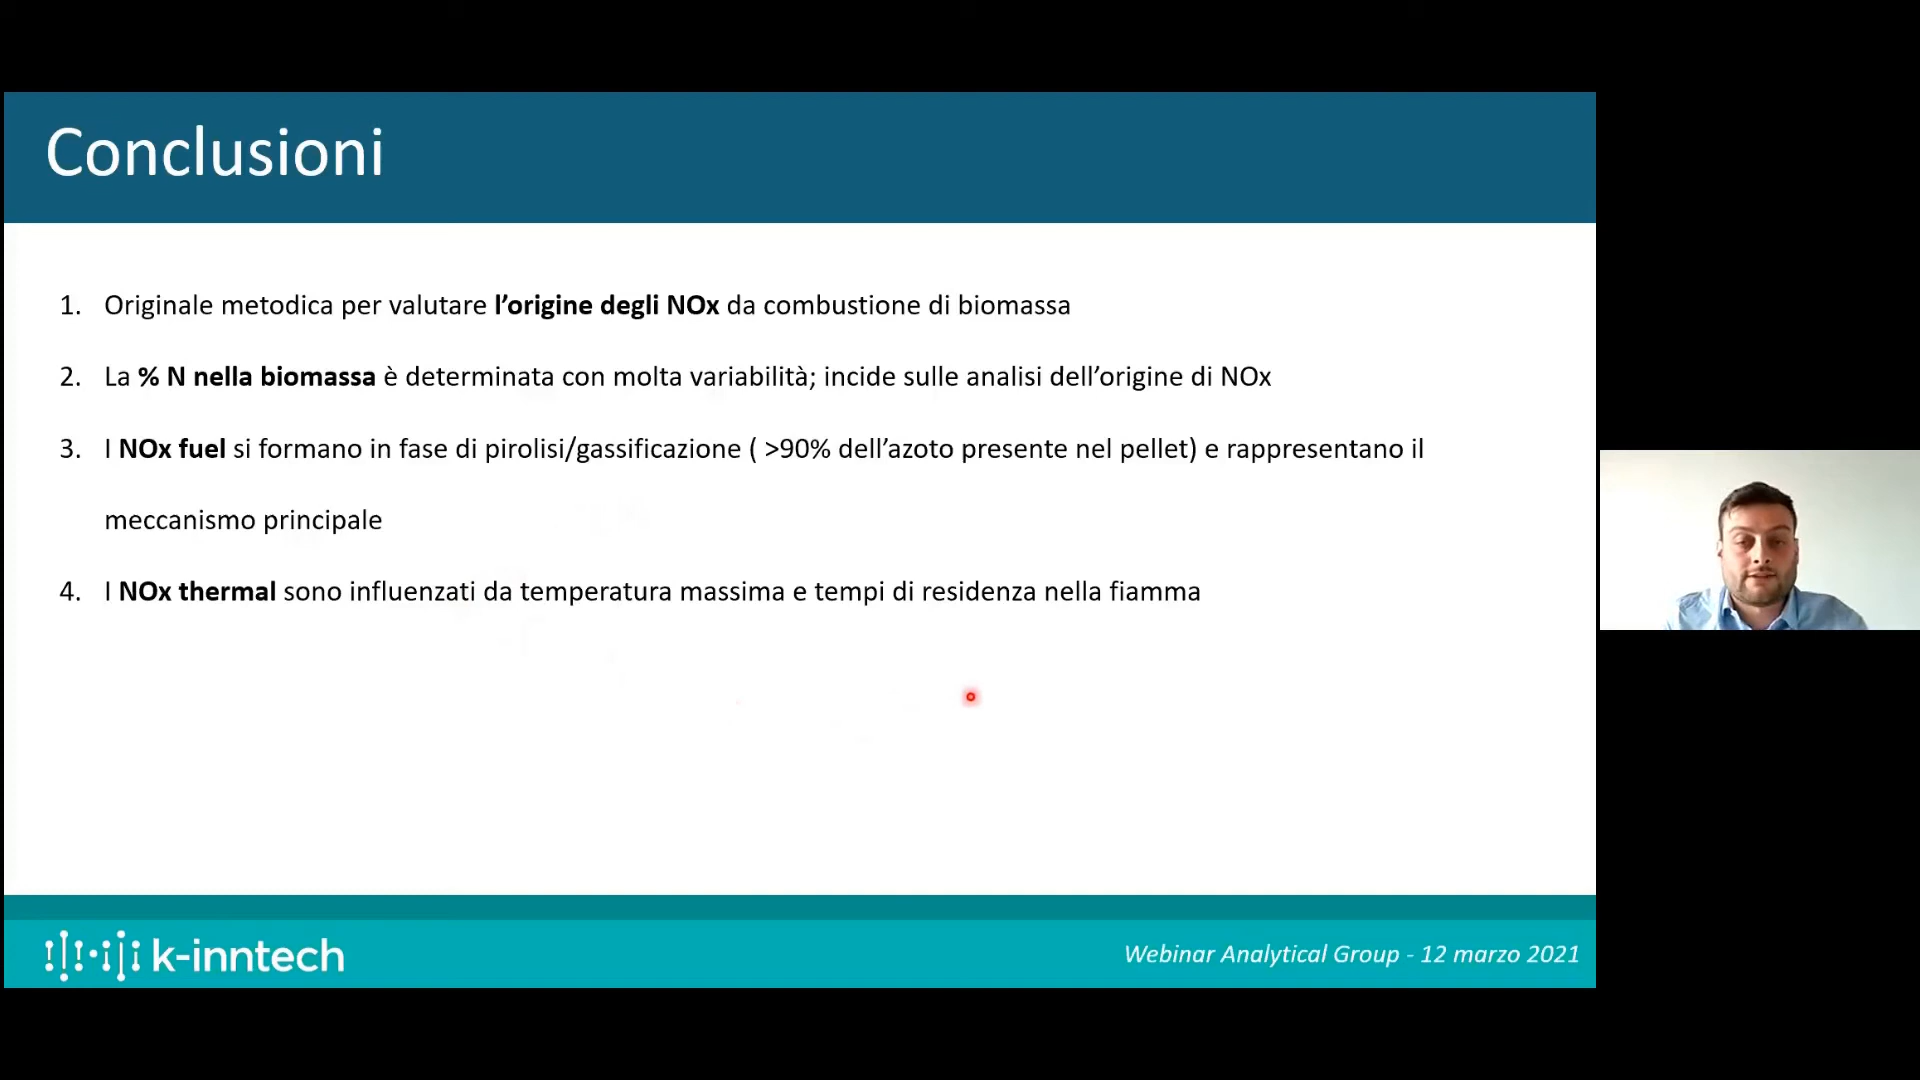 Conclusioni
1. Originale metodica per valutare l’origine degli NOx da combustione di biomassa
2. La % N nella biomassa è determinata con molta variabilità; incide sulle analisi dell’origine di NOx
3. I NOx fuel si formano in fase di pirolisi/gassificazione ( >90% dell’azoto presente nel pellet) e rappresentano il
meccanismo principale
4. I NOx thermal sono influenzati da temperatura massima e tempi di residenza nella fiamma
k-inntech
Webinar Analytical Group - 12 marzo 2021